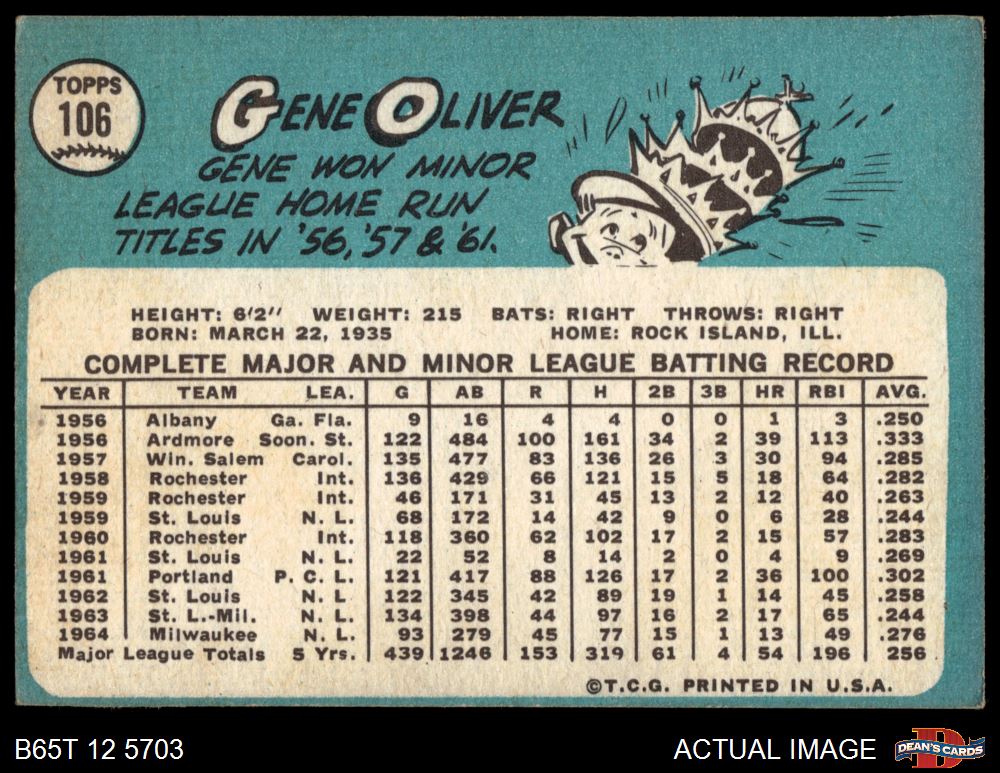 TOPPS
106
GENE OLIVER
GENE WON MINOR
LEAGUE HOME RUN
TITLES IN '56, '57 & '61.
HEIGHT: 6'2" WEIGHT: 215 BATS: RIGHT THROWS: RIGHT
BORN: MARCH 22, 1935 HOME: ROCK ISLAND, ILL.
COMPLETE MAJOR AND MINOR LEAGUE BATTING RECORD
YEAR TEAM LEA. G AB R H 2B 3B HR RBI AVG.
1956 Albany Ga. Fla. 9 16 4 4 0 0 1 3 .250
1956 Ardmore Soon. St. 122 484 100 161 34 2 39 113 .333
1957 Win. Salem Carol. 135 477 83 136 26 3 30 94 .285
1958 Rochester Int. 136 429 66 121 15 5 18 64 .282
1959 Rochester Int. 46 171 31 45 13 2 12 40 .263
1959 St. Louis N. L. 68 172 14 42 9 0 6 28 .244
1960 Rochester Int. 118 360 62 102 17 2 15 57 .283
1961 St. Louis N. L. 22 52 8 14 2 0 4 9 .269
1961 Portland P. C. L. 121 417 88 126 17 2 36 100 .302
1962 St. Louis N. L. 122 345 42 89 19 1 14 45 .258
1963 St. L.-Mil. N. L. 134 398 44 97 16 2 17 65 .244
1964 Milwaukee N. L. 93 279 45 77 15 1 13 49 .276
Major League Totals 5 Yrs. 439 1246 153 319 61 4 54 196 256
©T.C.G. PRINTED IN U.S.A.
B65T 12 5703 ACTUAL IMAGE
DEAN'S CARDS